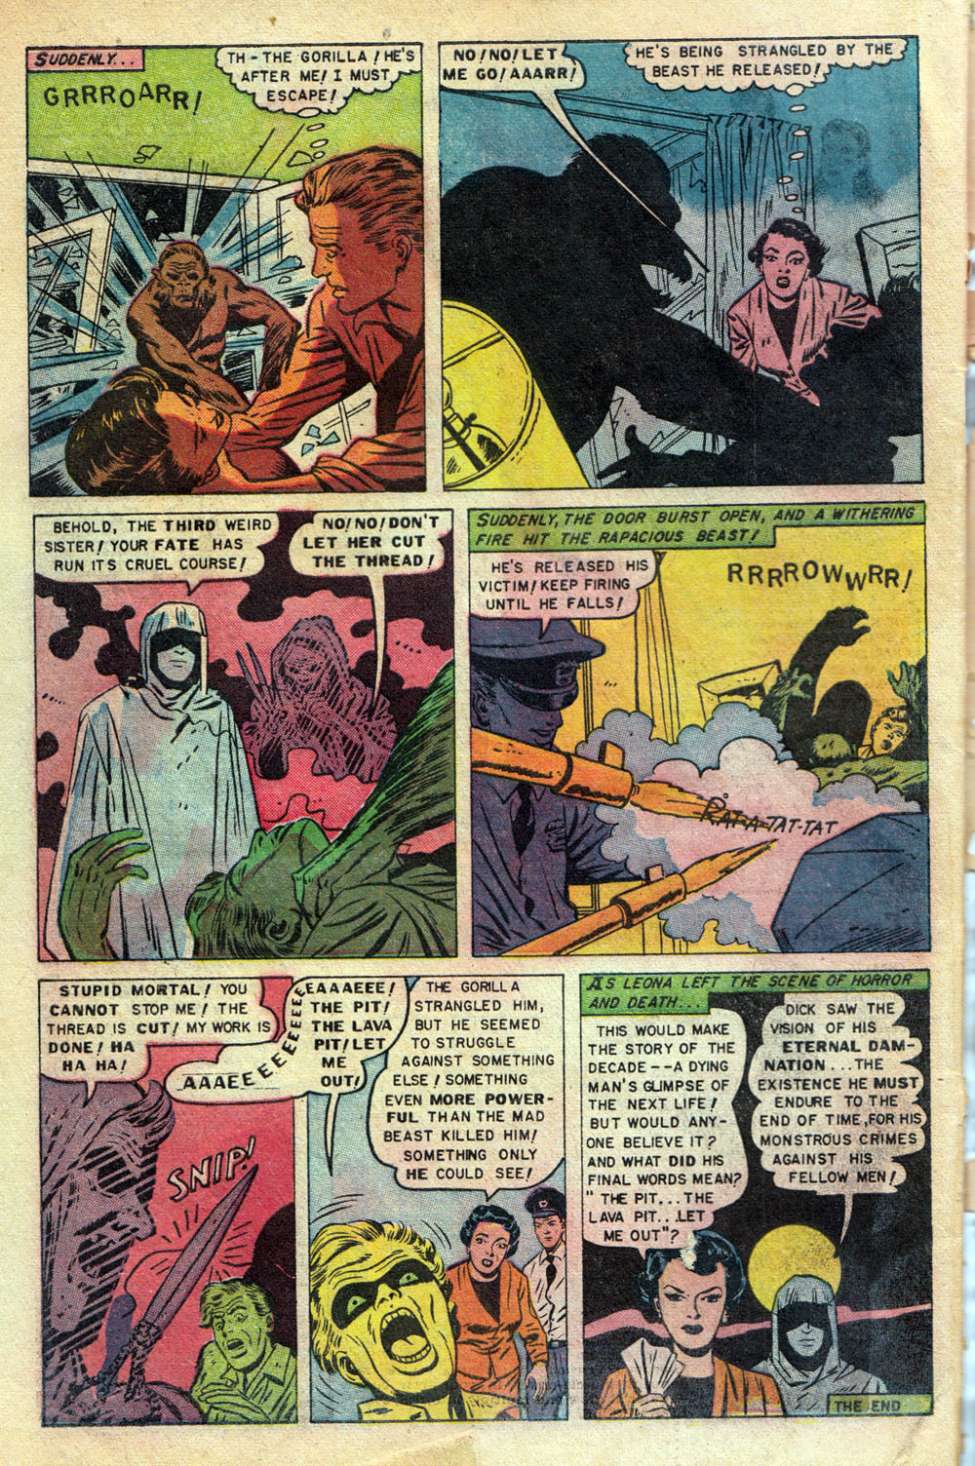 SUDDENLY...
TH-THE GORILLA! HE'S
AFTER ME! I MUST
ESCAPE!
GRRROARR!
NO! NO! LET
ME GO! AAARR!
HE'S BEING STRANGLED BY THE
BEAST HE RELEASED!
BEHOLD, THE THIRD WEIRD
SISTER! YOUR FATE HAS
RUN ITS CRUEL COURSE!
NO! NO! DON'T
LET HER CUT
THE THREAD!
SUDDENLY, THE DOOR BURST OPEN, AND A WITHERING
FIRE HIT THE RAPACIOUS BEAST!
HE'S RELEASED HIS
VICTIM! KEEP FIRING
UNTIL HE FALLS!
RRRROWWRR!
RAT-A-TAT-TAT
STUPID MORTAL! YOU
CANNOT STOP ME! THE
THREAD IS CUT! MY WORK IS
DONE! HA
HA HA!
SNIP!
AAAEEEEEEEEEEEE
EAAAEEE!
THE PIT!
THE LAVA
PIT! LET
ME
OUT!
THE GORILLA
STRANGLED HIM,
BUT HE SEEMED
TO STRUGGLE
AGAINST SOMETHING
ELSE! SOMETHING
EVEN MORE POWER-
FUL THAN THE MAD
BEAST KILLED HIM!
SOMETHING ONLY
HE COULD SEE!
AS LEONA LEFT THE SCENE OF HORROR
AND DEATH...
THIS WOULD MAKE
THE STORY OF THE
DECADE--A DYING
MAN'S GLIMPSE OF
THE NEXT LIFE!
BUT WOULD ANY-
ONE BELIEVE IT?
AND WHAT DID HIS
FINAL WORDS MEAN?
"THE PIT...THE
LAVA PIT...LET
ME OUT"?
DICK SAW THE
VISION OF HIS
ETERNAL DAM-
NATION...THE
EXISTENCE HE MUST
ENDURE TO THE
END OF TIME, FOR HIS
MONSTROUS CRIMES
AGAINST HIS
FELLOW MEN!
THE END